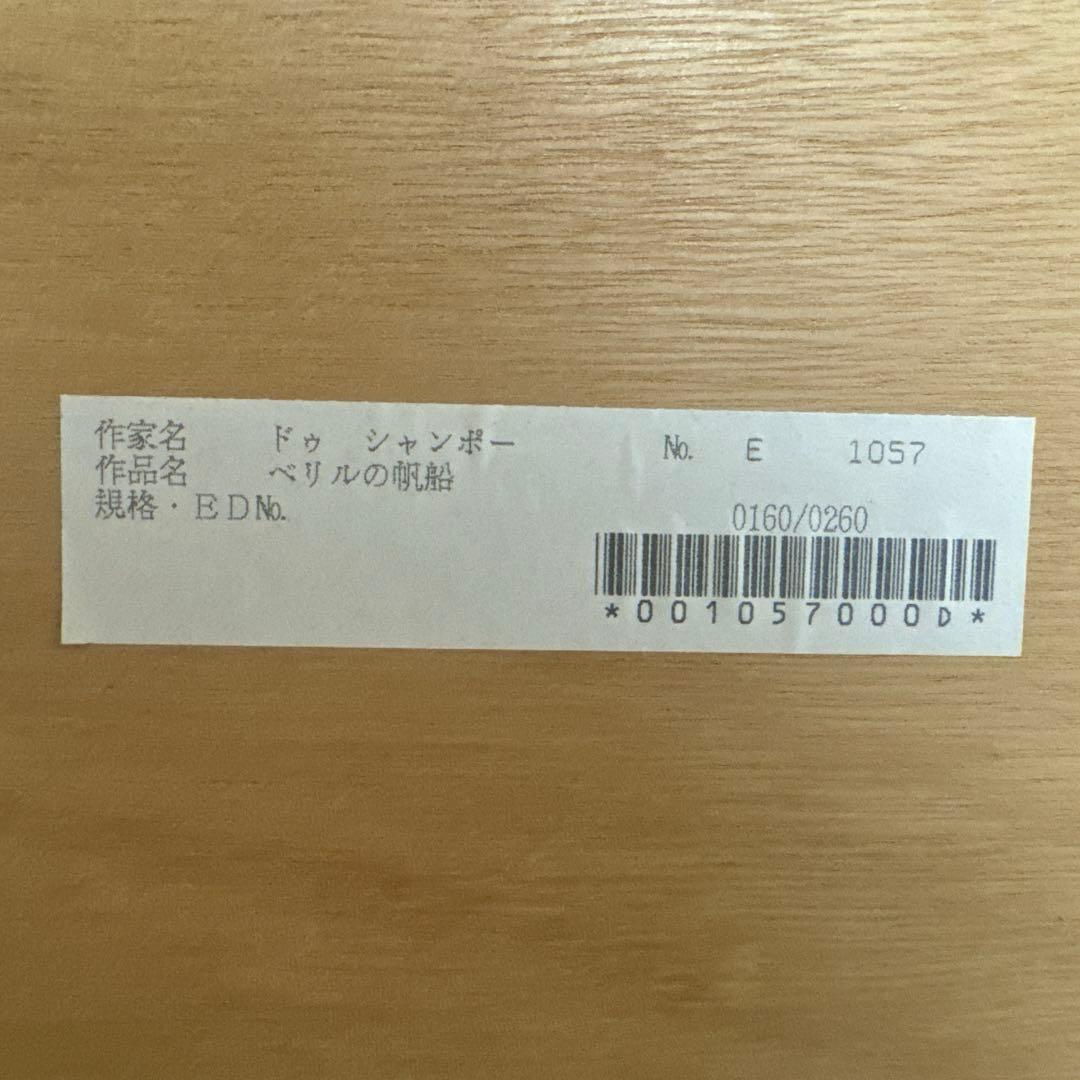 作家名 ドゥ シャンポー No. E 1057
作品名 ベリルの帆船
規格・EDNo. 0160/0260
*001057000D*